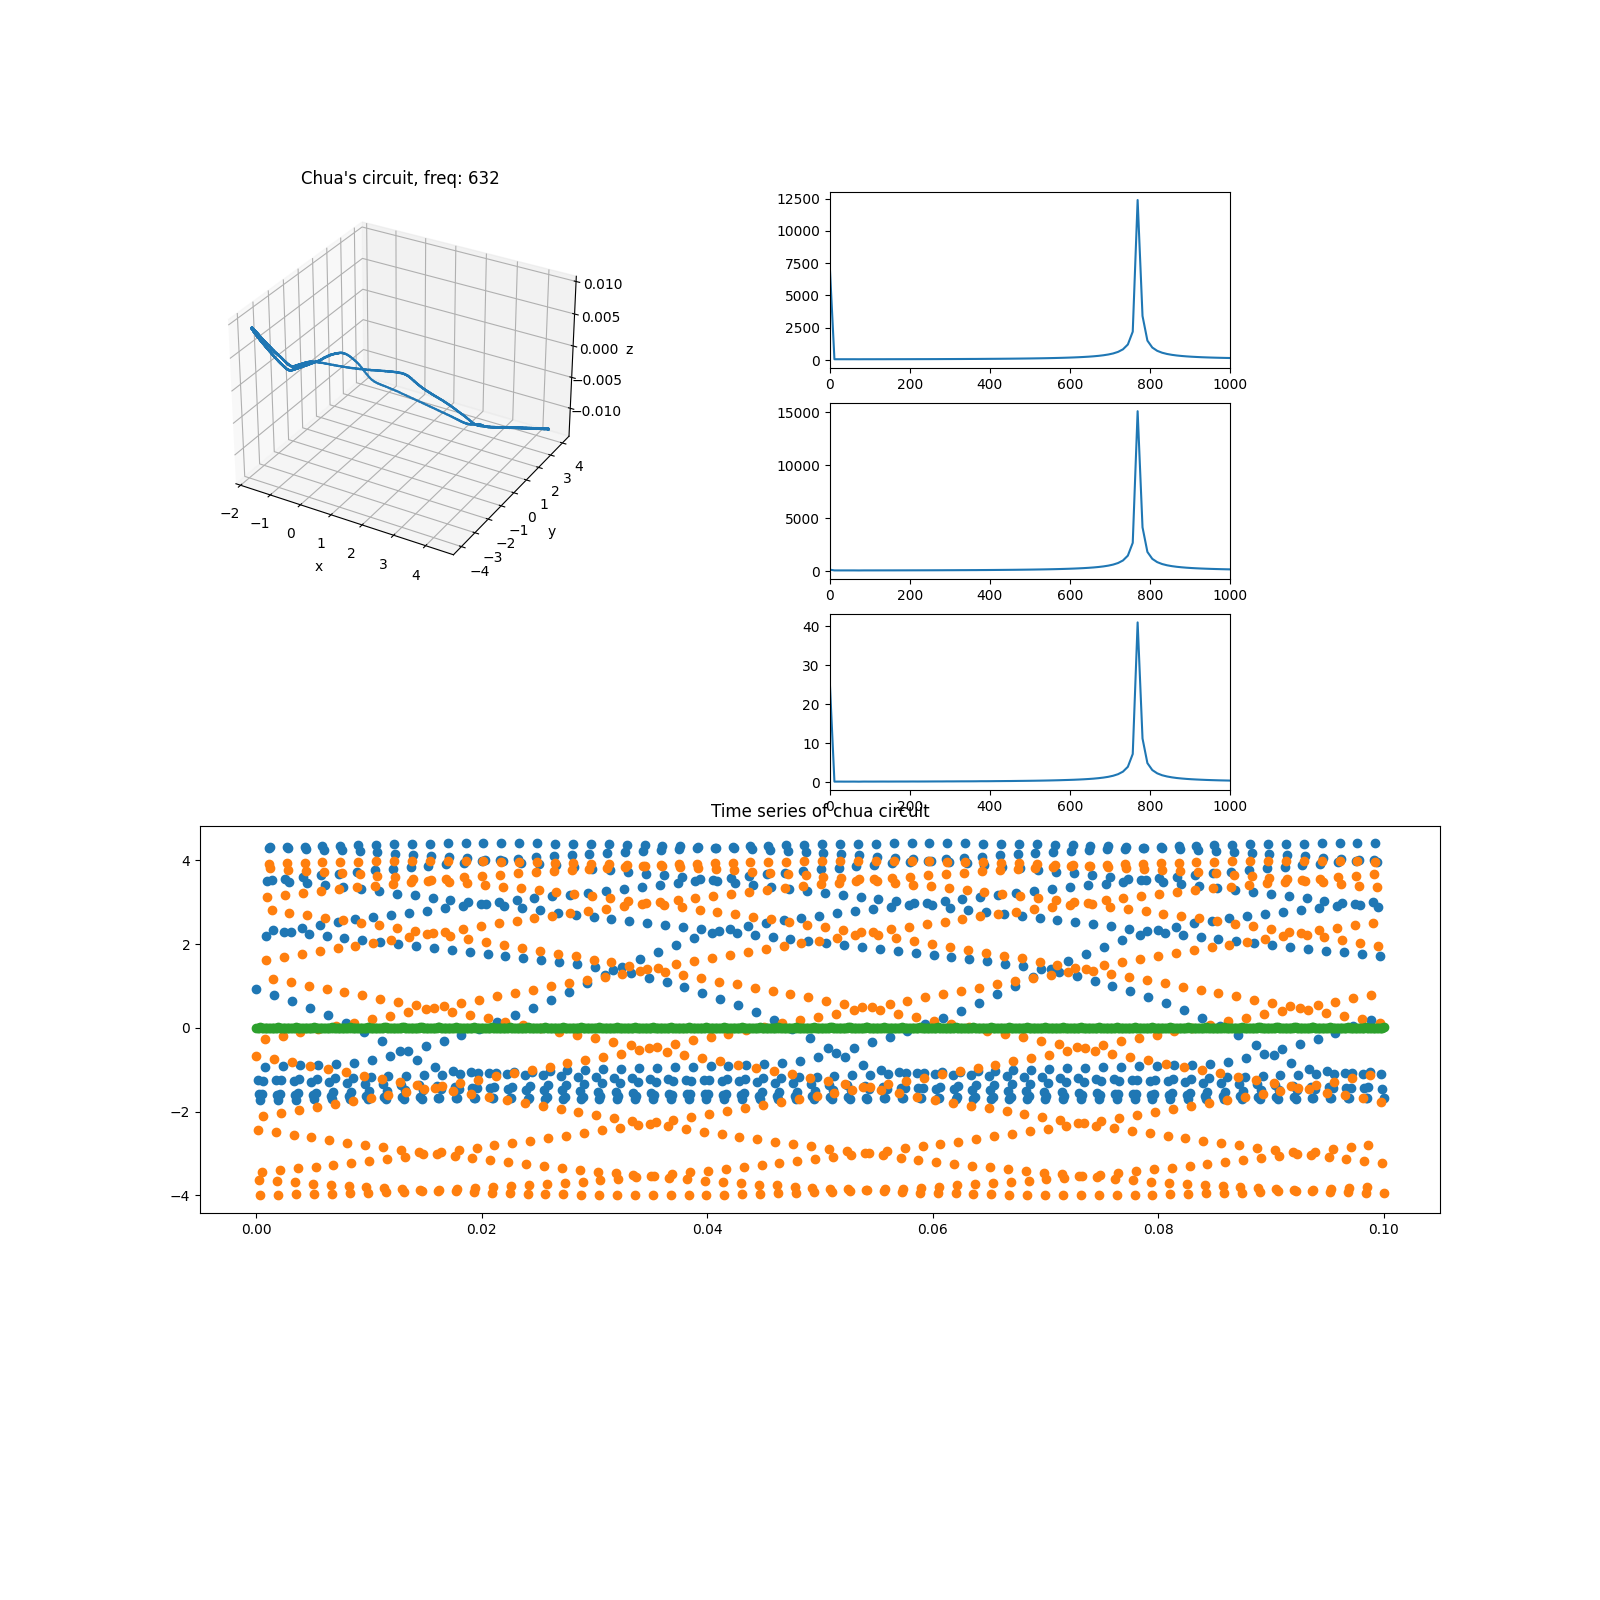 Chua's circuit, freq: 632
0.010
0.005
0.000 z
−0.005
−0.010
−2 −1 0 1 2 3 4
x
−4 −3 −2 −1 0 1 2 3 4
y
12500
10000
7500
5000
2500
0
0 200 400 600 800 1000
15000
10000
5000
0
0 200 400 600 800 1000
40
30
20
10
0
0 200 400 600 800 1000
Time series of chua circuit
4
2
0
−2
−4
0.00 0.02 0.04 0.06 0.08 0.10